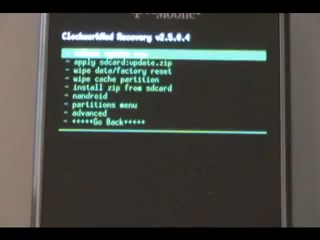 T - -Mobile-
ClockworkMod Recovery v2.5.0.4
- apply sdcard:update.zip
- wipe data/factory reset
- wipe cache partition
- install zip from sdcard
- nandroid
- partitions menu
- advanced
- +++++Go Back+++++